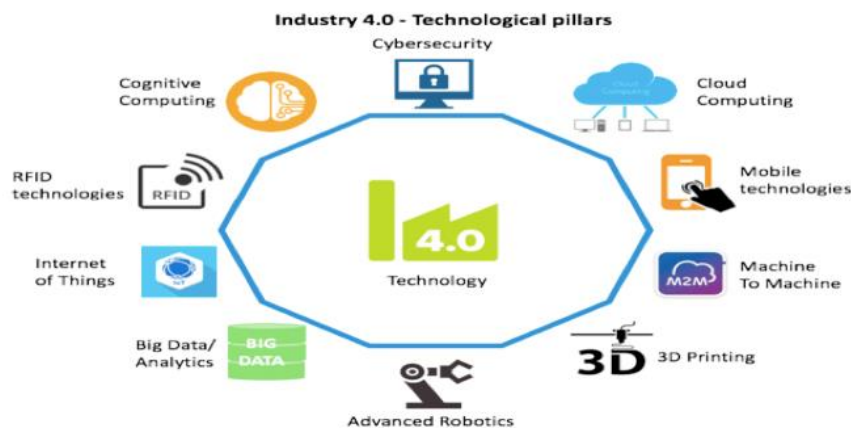 Industry 4.0 - Technological pillars
Cybersecurity
Cognitive
Computing
Cloud Computing
Cloud
Computing
RFID
technologies
RFID
Mobile
technologies
4.0
Technology
Internet
of Things
IoT
M2M
Machine
To Machine
Big Data/
Analytics
BIG
DATA
3D
3D Printing
Advanced Robotics